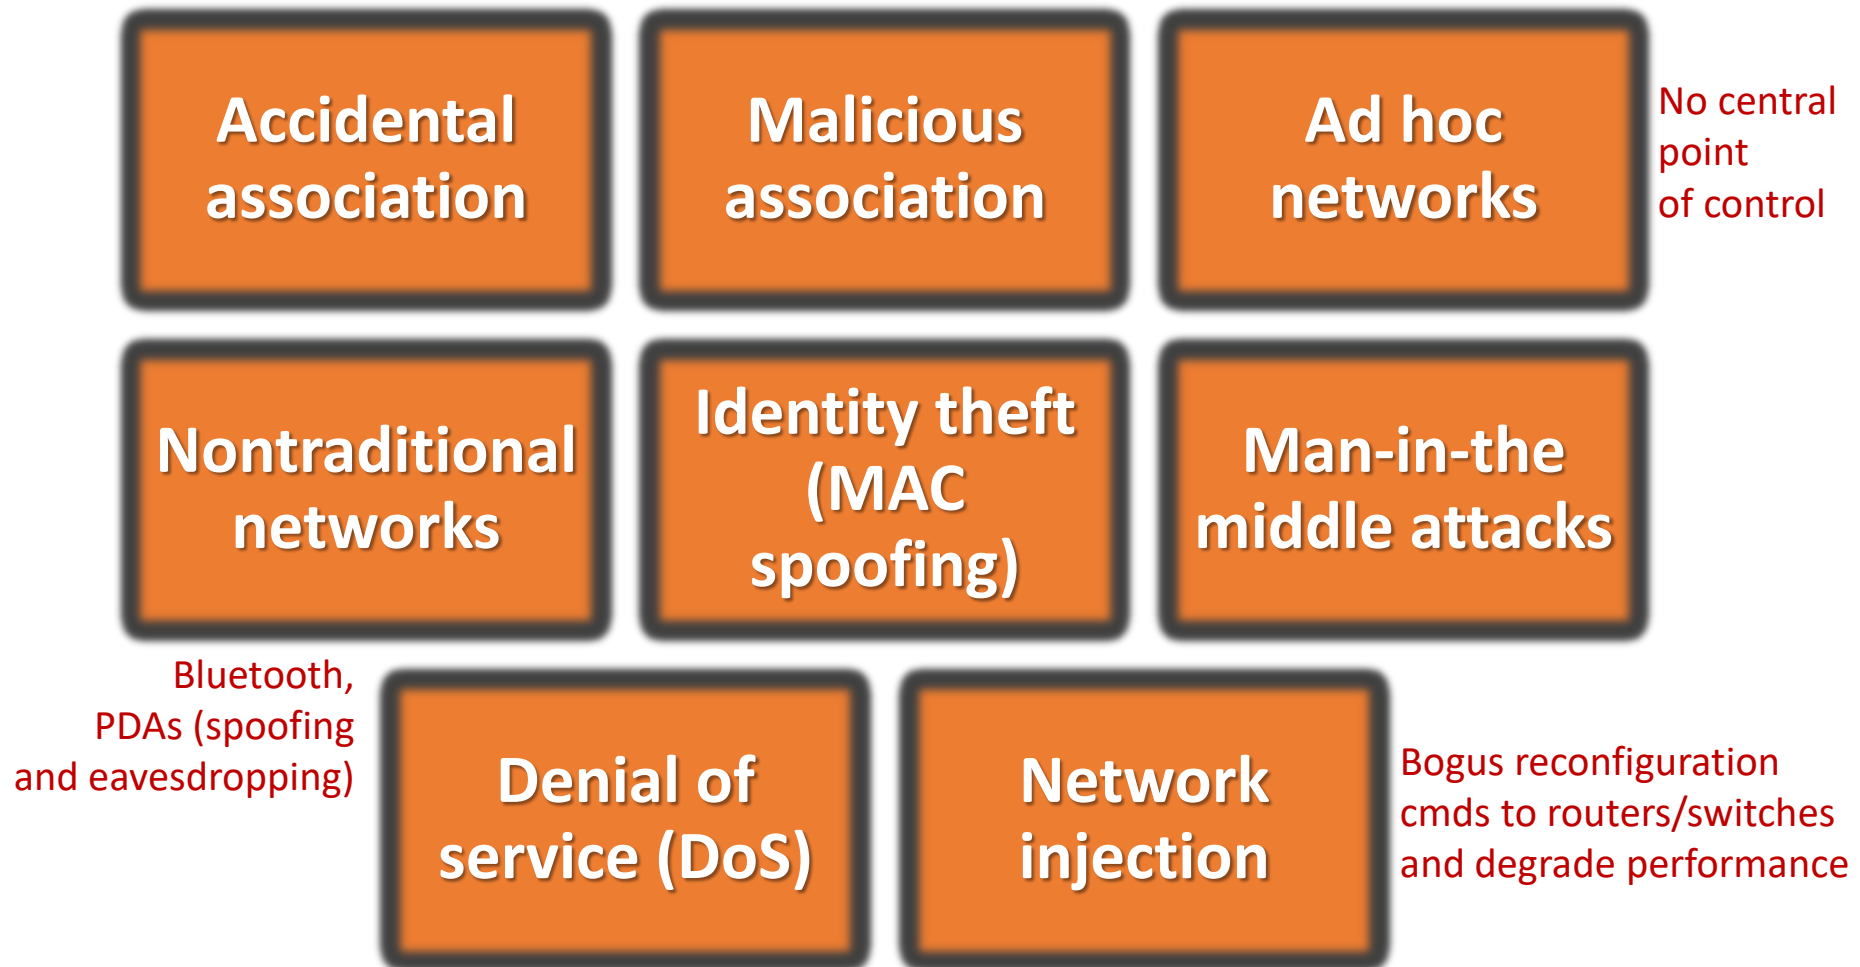 Accidental
association
Malicious
association
Ad hoc
networks
No central
point
of control
Nontraditional
networks
Identity theft
(MAC
spoofing)
Man-in-the
middle attacks
Bluetooth,
PDAs (spoofing
and eavesdropping)
Denial of
service (DoS)
Network
injection
Bogus reconfiguration
cmds to routers/switches
and degrade performance